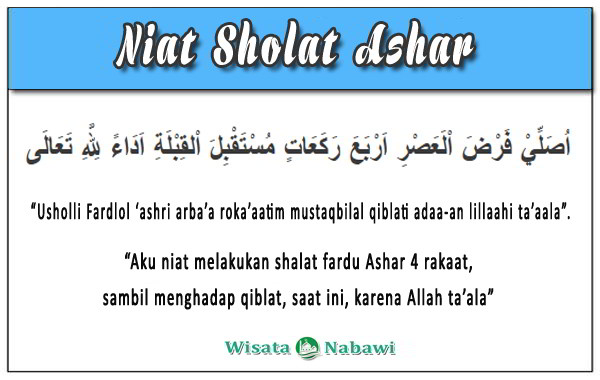 Niat Sholat Ashar
اُصَلِّيْ فَرْضَ اْلَعَصْرِ اَرْبَعَ رَكَعَاتٍ مُسْتَقْبِلَ اْلقِبْلَةِ اَدَاءً لِلَّهِ تَعَالَى
“Usholli Fardlol ‘ashri arba’a roka’aatim mustaqbilal qiblati adaa-an lillaahi ta’aala”.
“Aku niat melakukan shalat fardu Ashar 4 rakaat,
sambil menghadap qiblat, saat ini, karena Allah ta’ala”
Wisata Nabawi